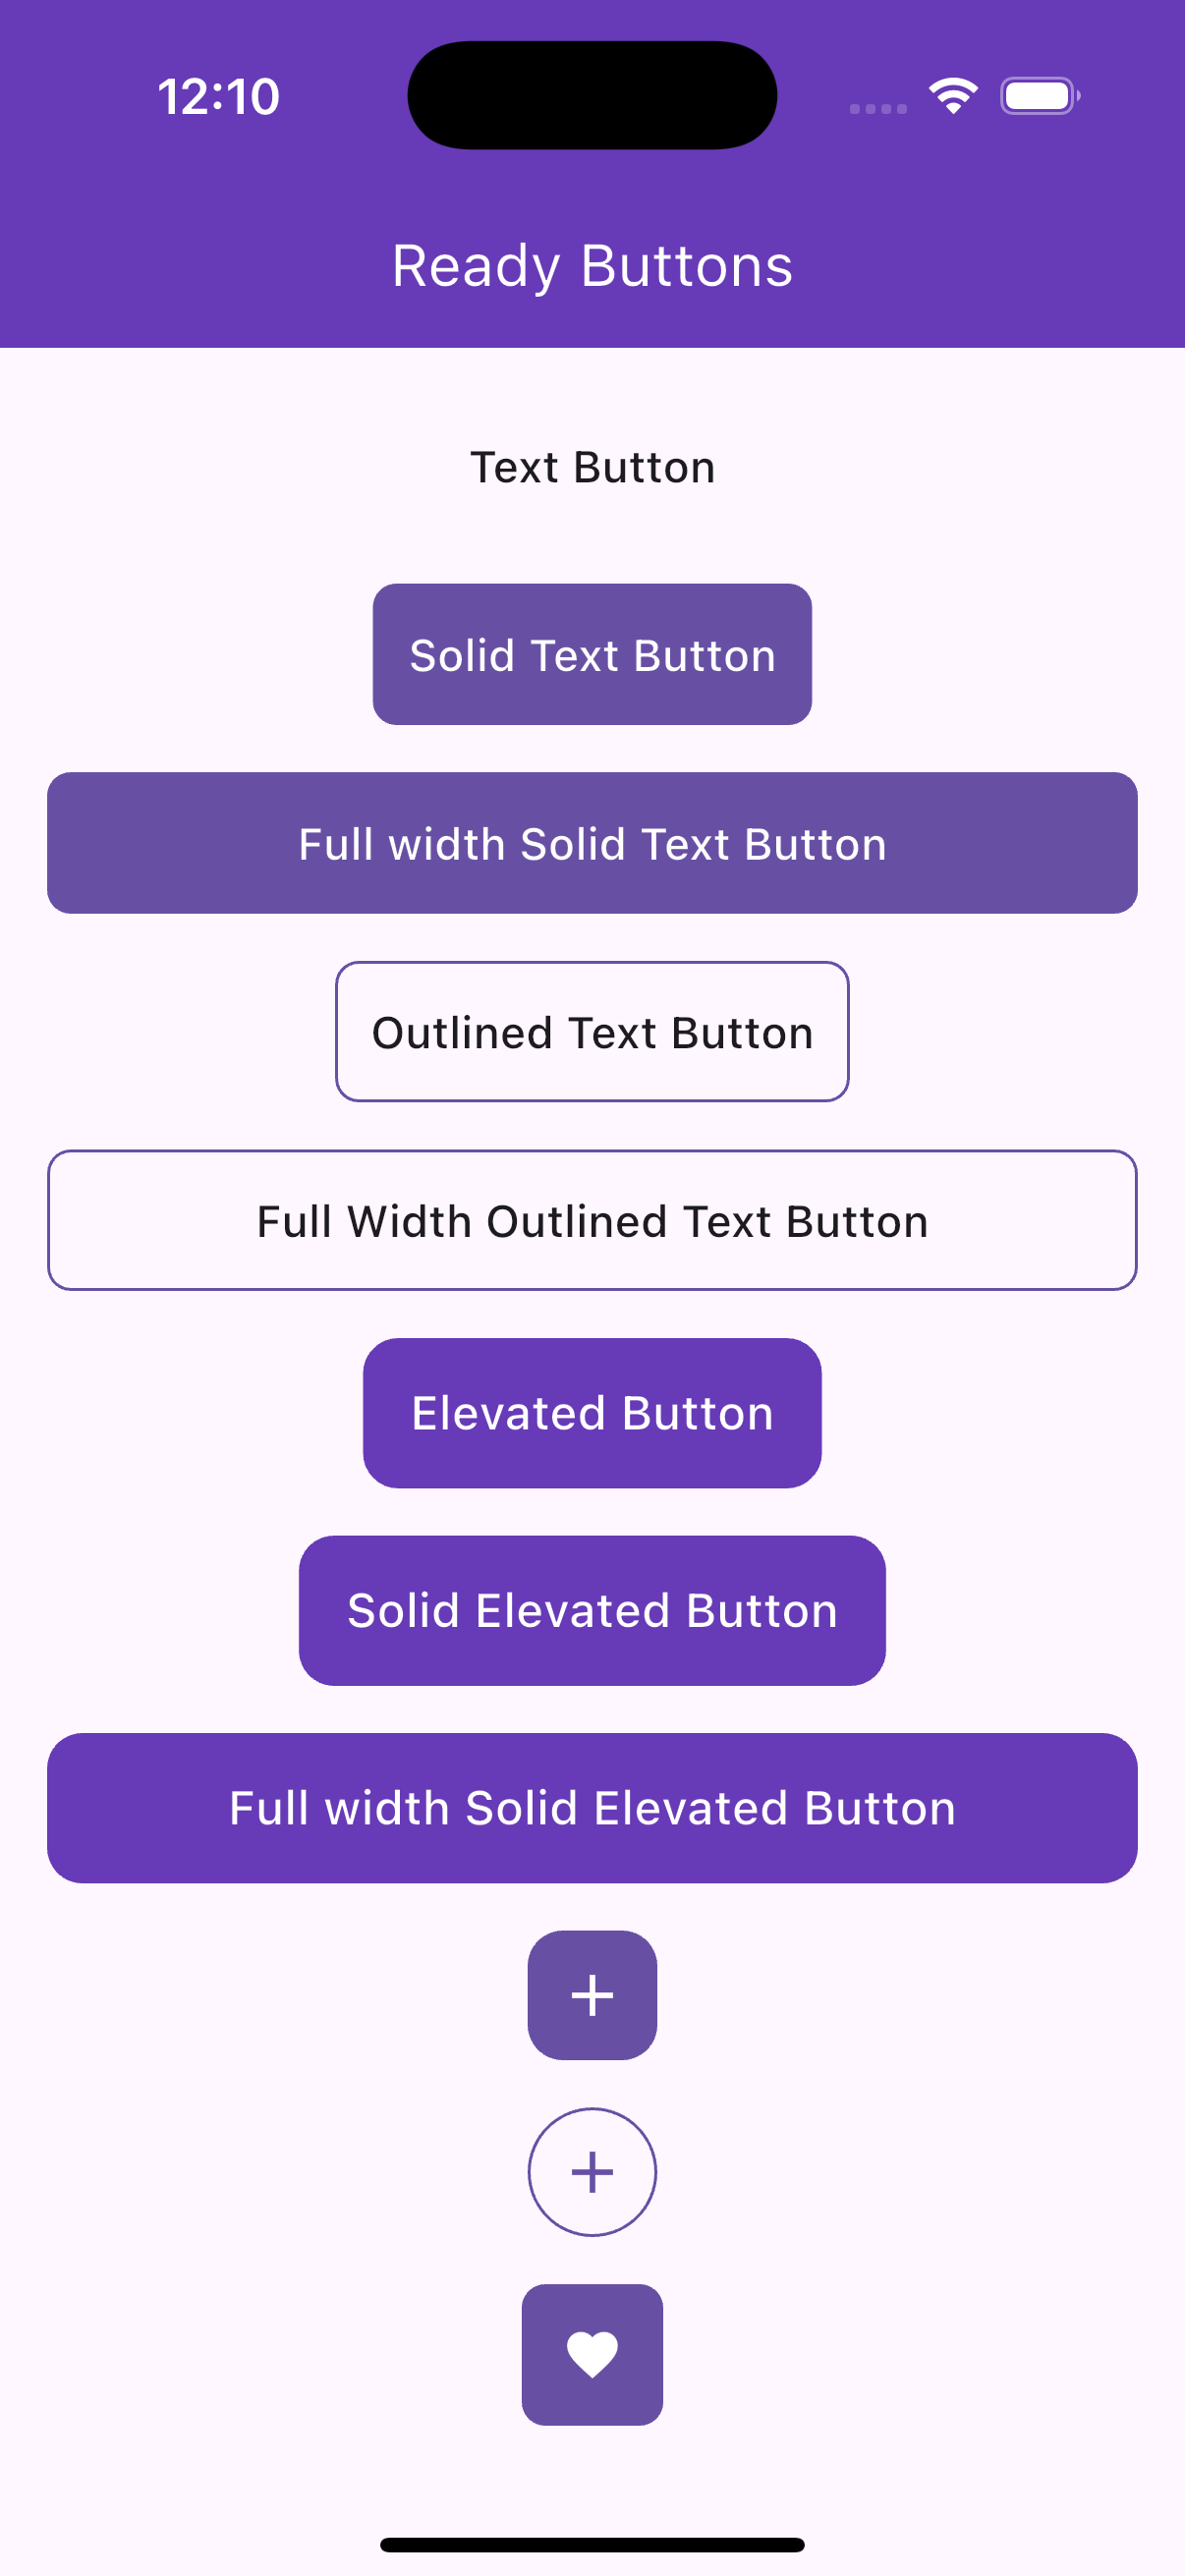 12:10
Ready Buttons
Text Button
Solid Text Button
Full width Solid Text Button
Outlined Text Button
Full Width Outlined Text Button
Elevated Button
Solid Elevated Button
Full width Solid Elevated Button